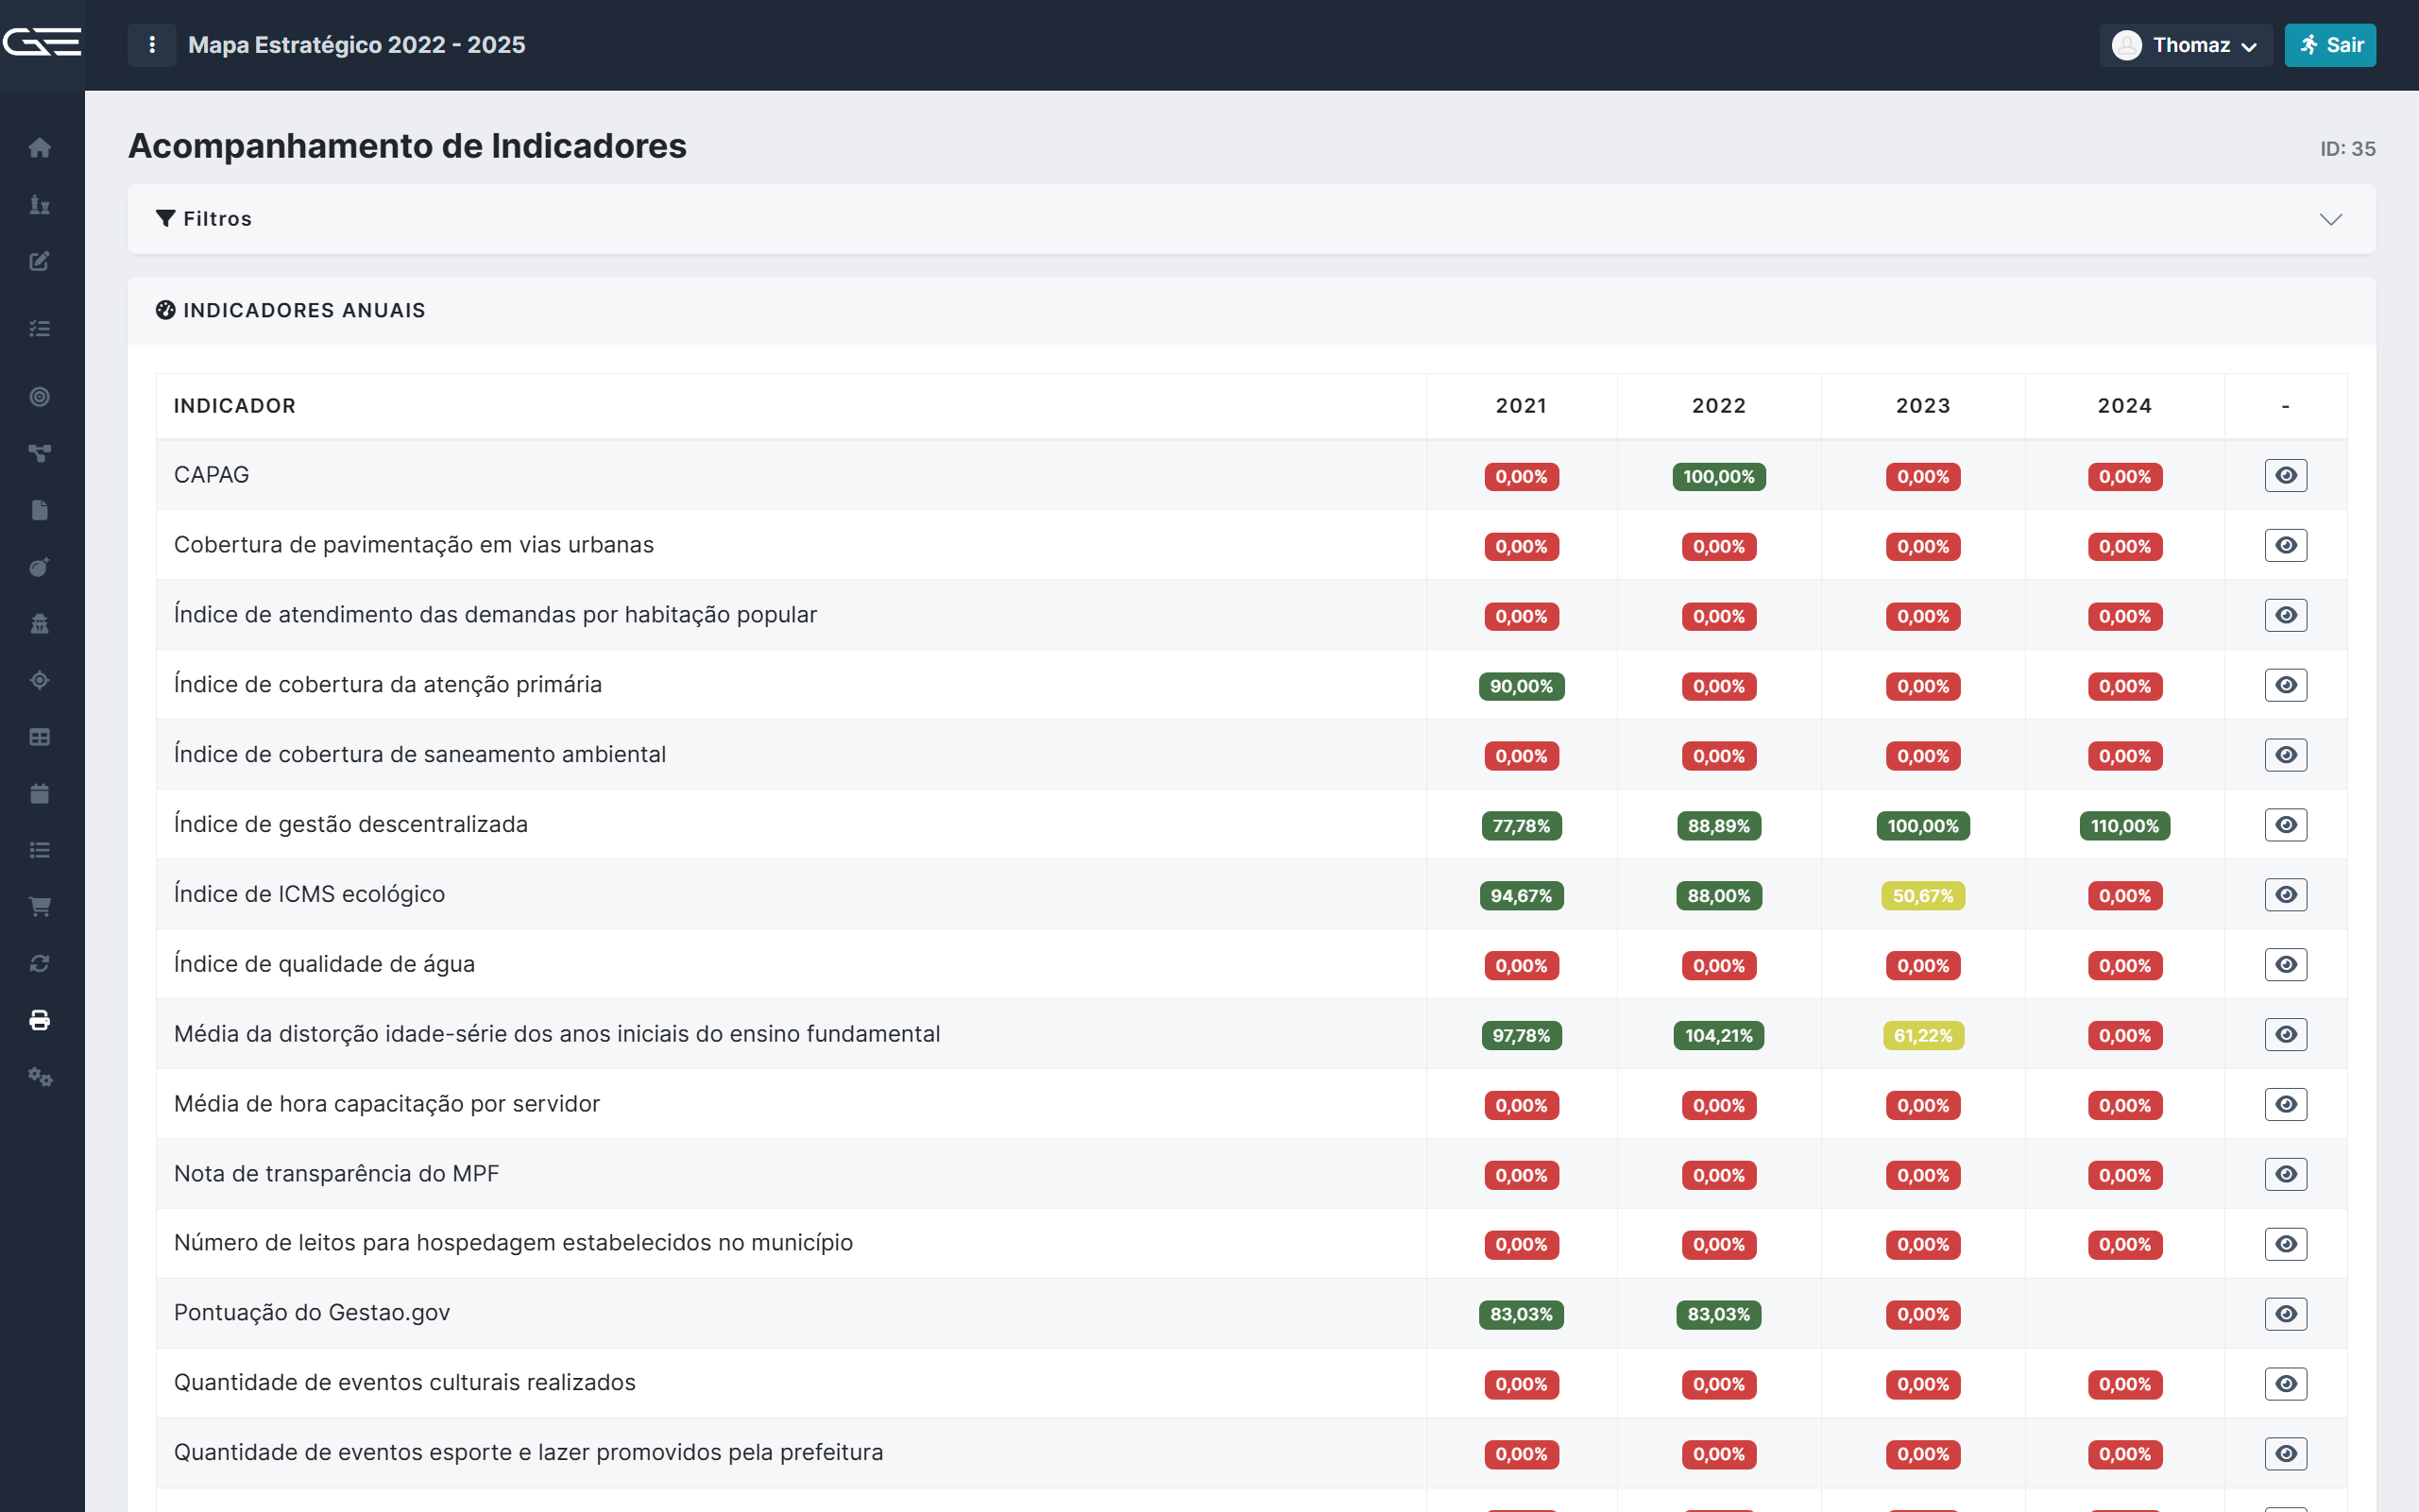 GE
Mapa Estratégico 2022 - 2025
Thomaz
Sair
Acompanhamento de Indicadores
ID: 35
Filtros
INDICADORES ANUAIS
INDICADOR 2021 2022 2023 2024 -
CAPAG 0,00% 100,00% 0,00% 0,00%
Cobertura de pavimentação em vias urbanas 0,00% 0,00% 0,00% 0,00%
Índice de atendimento das demandas por habitação popular 0,00% 0,00% 0,00% 0,00%
Índice de cobertura da atenção primária 90,00% 0,00% 0,00% 0,00%
Índice de cobertura de saneamento ambiental 0,00% 0,00% 0,00% 0,00%
Índice de gestão descentralizada 77,78% 88,89% 100,00% 110,00%
Índice de ICMS ecológico 94,67% 88,00% 50,67% 0,00%
Índice de qualidade de água 0,00% 0,00% 0,00% 0,00%
Média da distorção idade-série dos anos iniciais do ensino fundamental 97,78% 104,21% 61,22% 0,00%
Média de hora capacitação por servidor 0,00% 0,00% 0,00% 0,00%
Nota de transparência do MPF 0,00% 0,00% 0,00% 0,00%
Número de leitos para hospedagem estabelecidos no município 0,00% 0,00% 0,00% 0,00%
Pontuação do Gestao.gov 83,03% 83,03% 0,00%
Quantidade de eventos culturais realizados 0,00% 0,00% 0,00% 0,00%
Quantidade de eventos esporte e lazer promovidos pela prefeitura 0,00% 0,00% 0,00% 0,00%